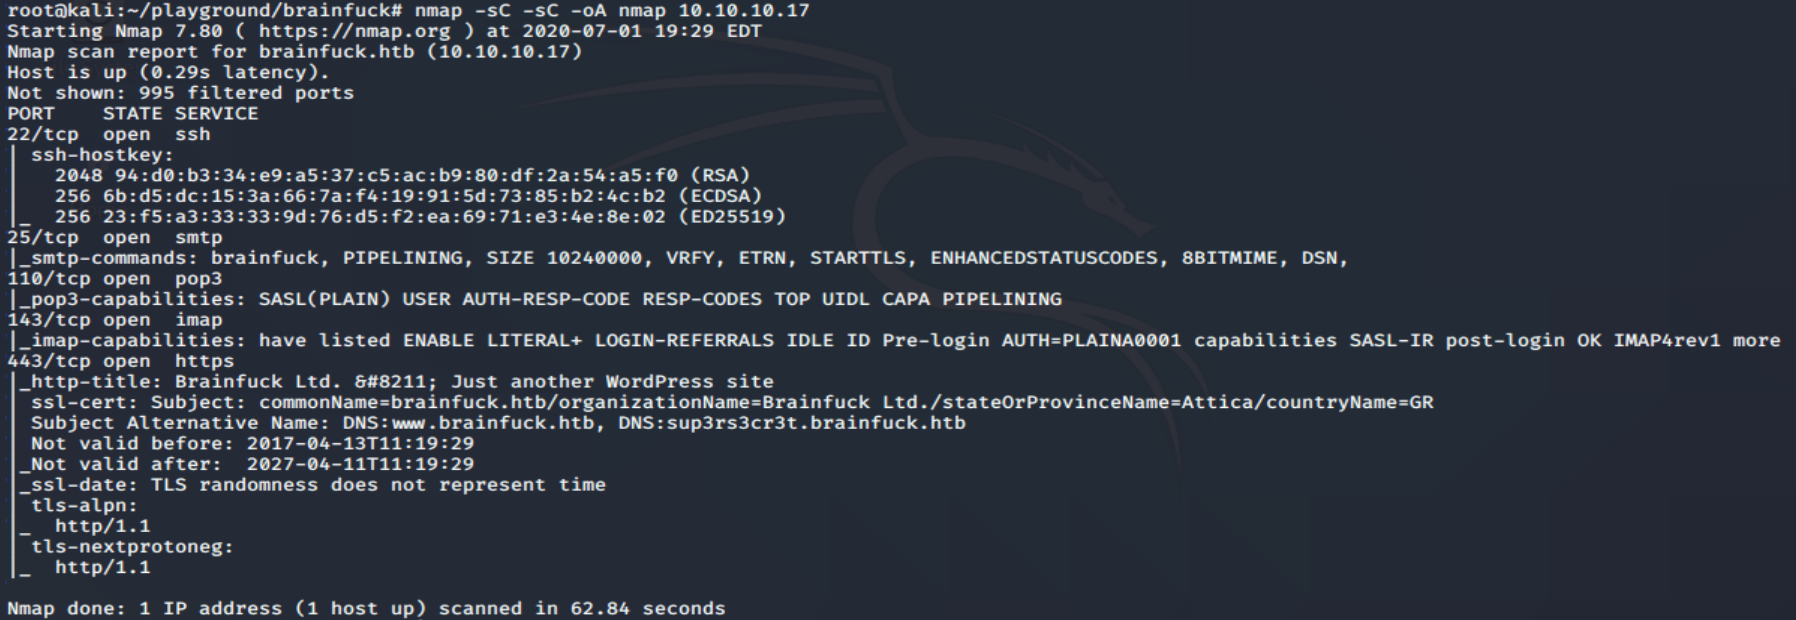 root@kali:~/playground/brainfuck# nmap -sC -sC -oA nmap 10.10.10.17
Starting Nmap 7.80 ( https://nmap.org ) at 2020-07-01 19:29 EDT
Nmap scan report for brainfuck.htb (10.10.10.17)
Host is up (0.29s latency).
Not shown: 995 filtered ports
PORT    STATE SERVICE
22/tcp  open  ssh
| ssh-hostkey:
|   2048 94:d0:b3:34:e9:a5:37:c5:ac:b9:80:df:2a:54:a5:f0 (RSA)
|   256 6b:d5:dc:15:3a:66:7a:f4:19:91:5d:73:85:b2:4c:b2 (ECDSA)
|_  256 23:f5:a3:33:33:9d:76:d5:f2:ea:69:71:e3:4e:8e:02 (ED25519)
25/tcp  open  smtp
|_smtp-commands: brainfuck, PIPELINING, SIZE 10240000, VRFY, ETRN, STARTTLS, ENHANCEDSTATUSCODES, 8BITMIME, DSN,
110/tcp open  pop3
|_pop3-capabilities: SASL(PLAIN) USER AUTH-RESP-CODE RESP-CODES TOP UIDL CAPA PIPELINING
143/tcp open  imap
|_imap-capabilities: have listed ENABLE LITERAL+ LOGIN-REFERRALS IDLE ID Pre-login AUTH=PLAINA0001 capabilities SASL-IR post-login OK IMAP4rev1 more
443/tcp open  https
|_http-title: Brainfuck Ltd. &#8211; Just another WordPress site
| ssl-cert: Subject: commonName=brainfuck.htb/organizationName=Brainfuck Ltd./stateOrProvinceName=Attica/countryName=GR
| Subject Alternative Name: DNS:www.brainfuck.htb, DNS:sup3rs3cr3t.brainfuck.htb
| Not valid before: 2017-04-13T11:19:29
|_Not valid after:  2027-04-11T11:19:29
|_ssl-date: TLS randomness does not represent time
| tls-alpn:
|_  http/1.1
| tls-nextprotoneg:
|_  http/1.1
Nmap done: 1 IP address (1 host up) scanned in 62.84 seconds